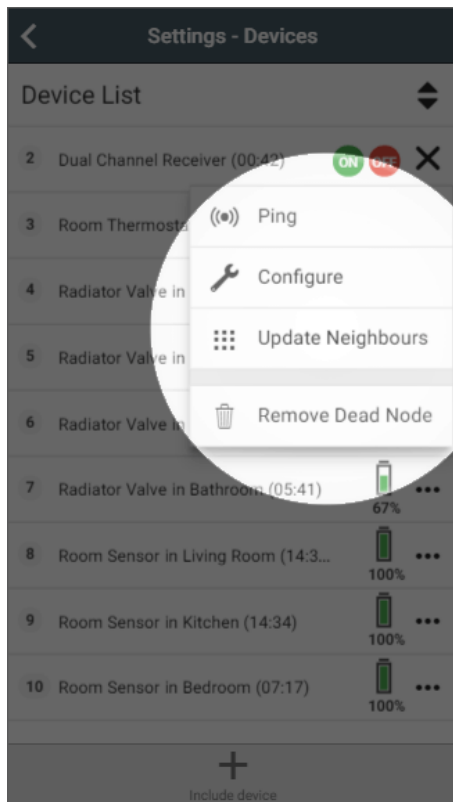 Settings - Devices
Device List
2 Dual Channel Receiver (00:42) ON OFF
3 Room Thermosta
Ping
4 Radiator Valve in
Configure
5 Radiator Valve in
Update Neighbours
6 Radiator Valve in
Remove Dead Node
7 Radiator Valve in Bathroom (05:41)
67%
8 Room Sensor in Living Room (14:3...
100%
9 Room Sensor in Kitchen (14:34)
100%
10 Room Sensor in Bedroom (07:17)
100%
Include device